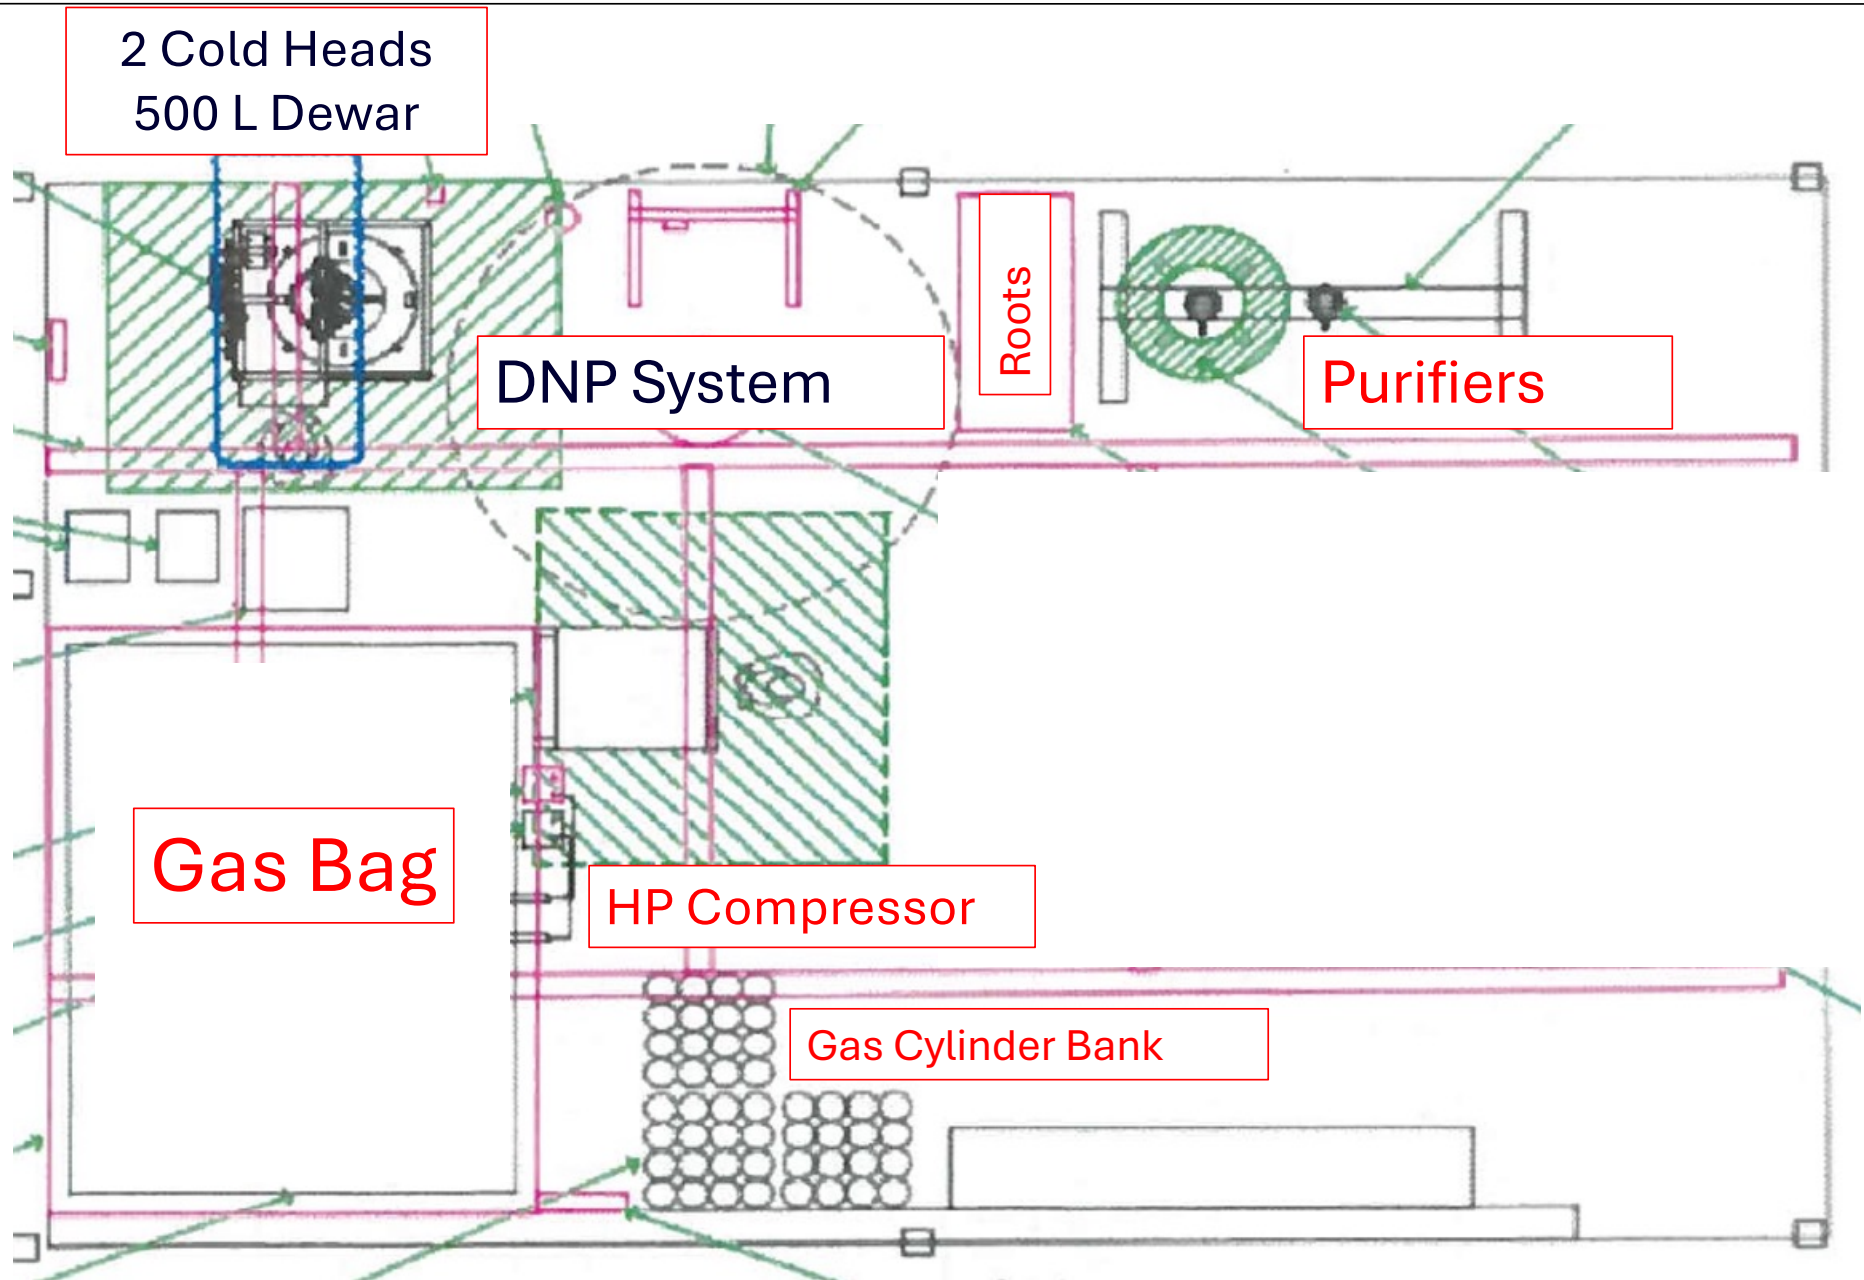 2 Cold Heads
500 L Dewar
Roots
DNP System
Purifiers
Gas Bag
HP Compressor
Gas Cylinder Bank